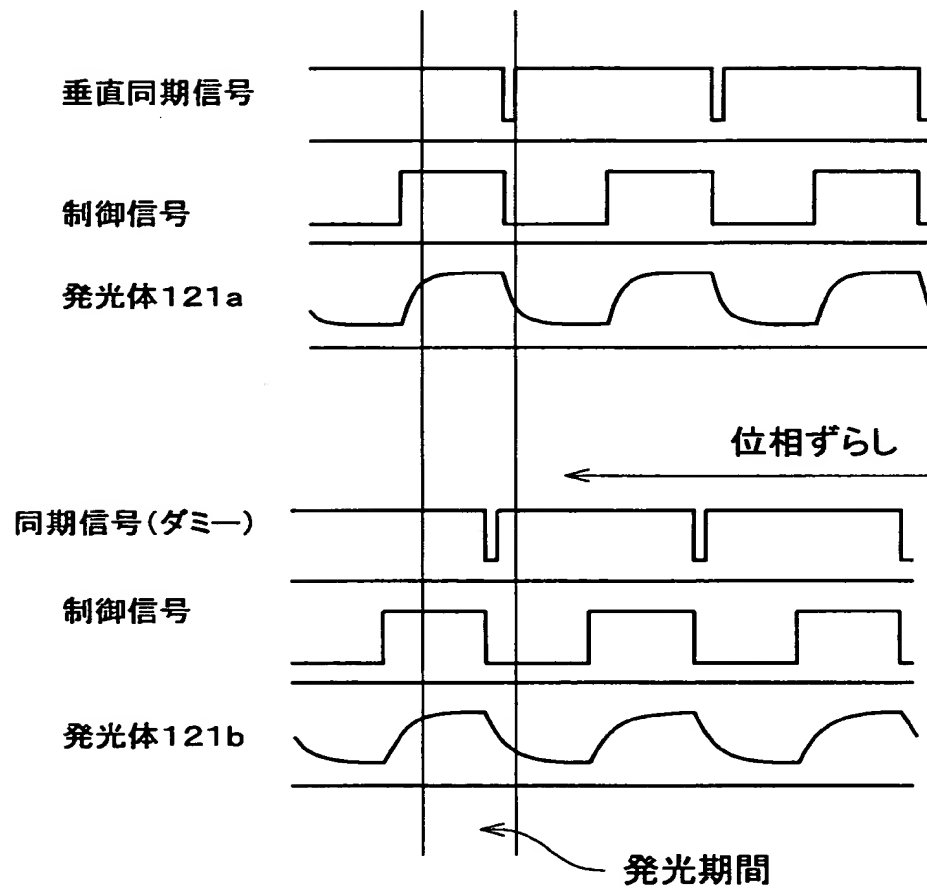 垂直同期信号
制御信号
発光体121a
位相ずらし
同期信号(ダミー)
制御信号
発光体121b
発光期間